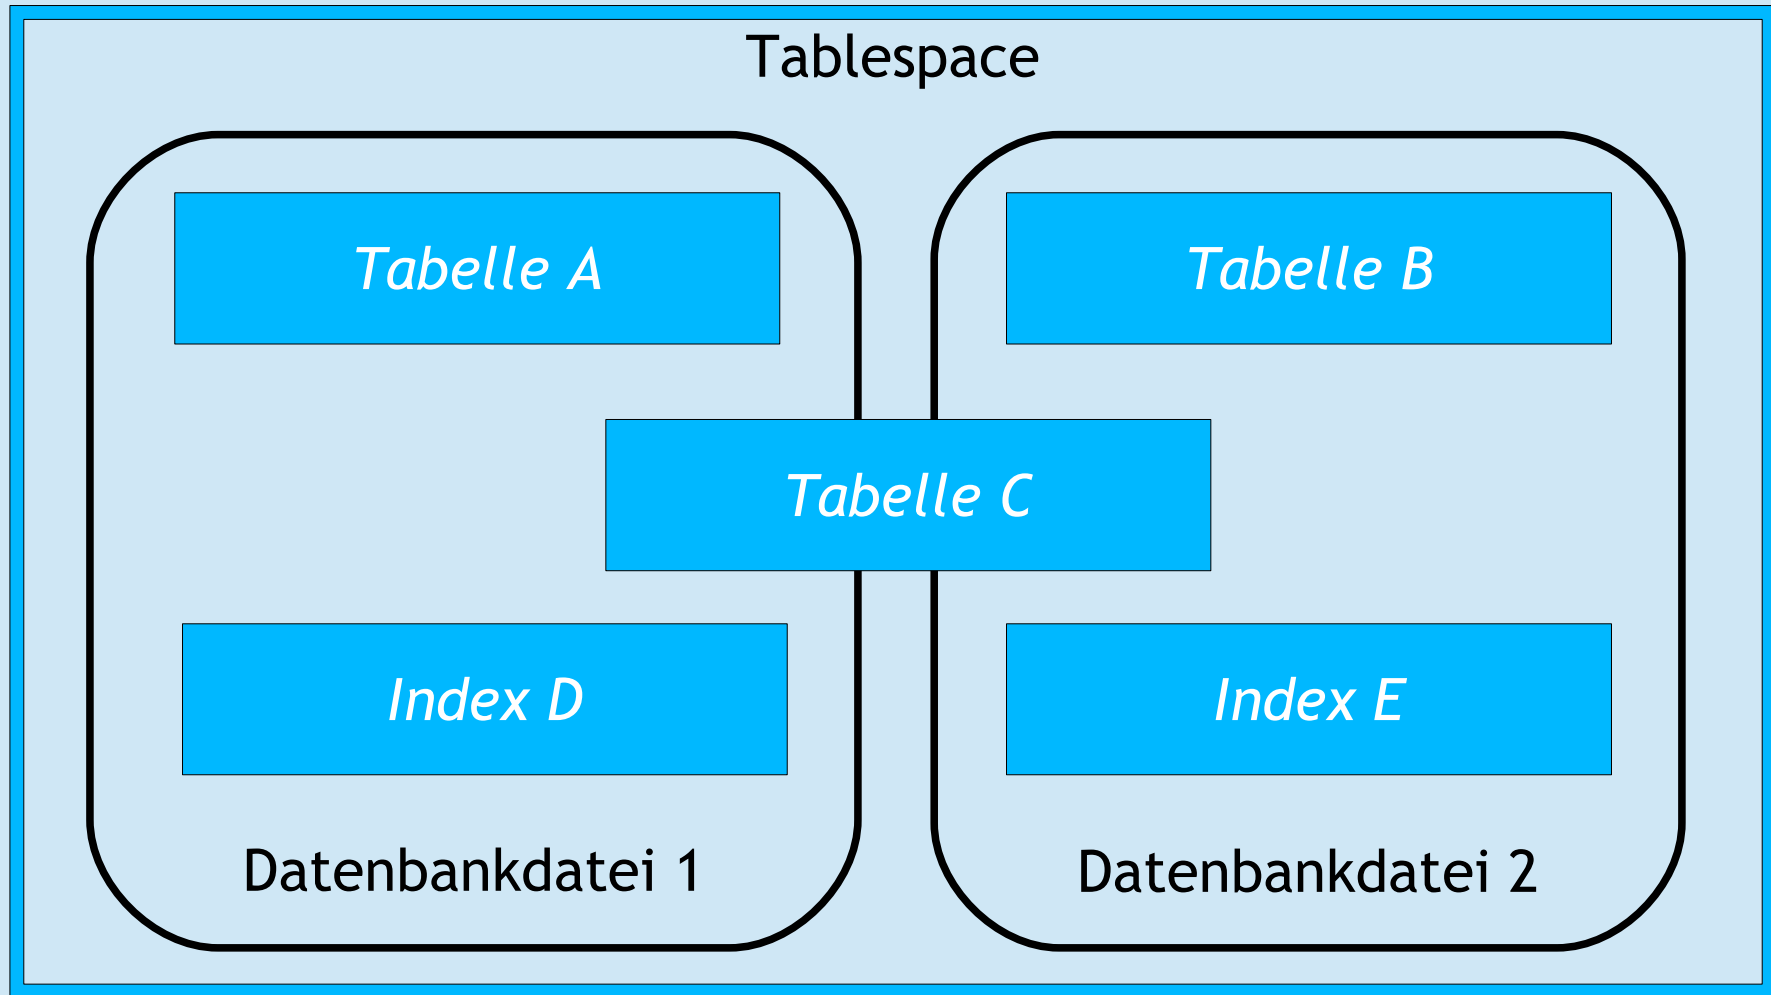 Tablespace
Tabelle A
Tabelle B
Tabelle C
Index D
Index E
Datenbankdatei 1
Datenbankdatei 2